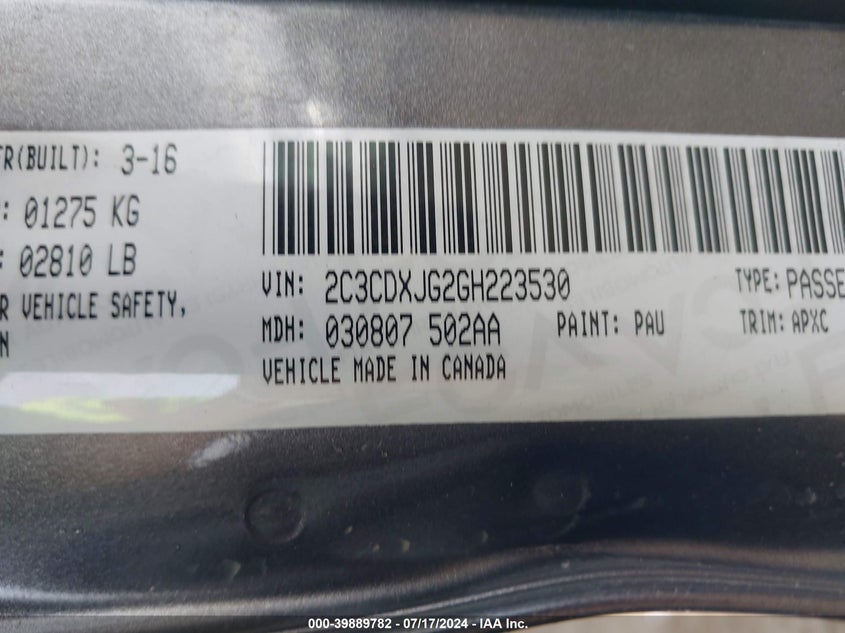 TR(BUILT): 3-16
: 01275 KG
: 02810 LB
R VEHICLE SAFETY,
N
VIN: 2C3CDXJG2GH223530
TYPE: PASSE
MDH: 030807 502AA
PAINT: PAU
TRIM: APXC
VEHICLE MADE IN CANADA
000-39889782 - 07/17/2024 - IAA Inc.